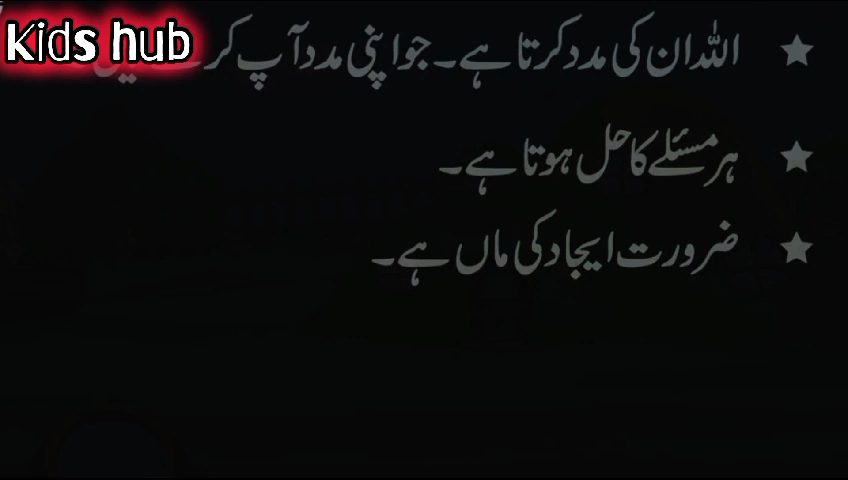 Kids hub
اللہ ان کی مدد کرتا ہے۔ جو اپنی مدد آپ کر
ہر مسئلے کا حل ہوتا ہے۔
ضرورت ایجاد کی ماں ہے۔